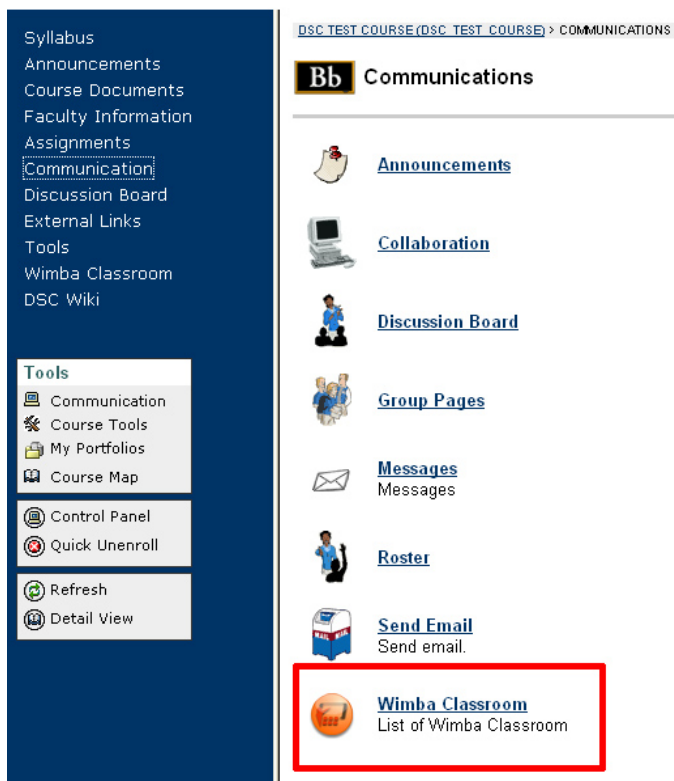 Syllabus
Announcements
Course Documents
Faculty Information
Assignments
Communication
Discussion Board
External Links
Tools
Wimba Classroom
DSC Wiki
Tools
Communication
Course Tools
My Portfolios
Course Map
Control Panel
Quick Unenroll
Refresh
Detail View
DSC TEST COURSE (DSC_TEST_COURSE) > COMMUNICATIONS
Bb Communications
Announcements
Collaboration
Discussion Board
Group Pages
Messages
Messages
Roster
MAIL MAIL
Send Email
Send email.
Wimba Classroom
List of Wimba Classroom